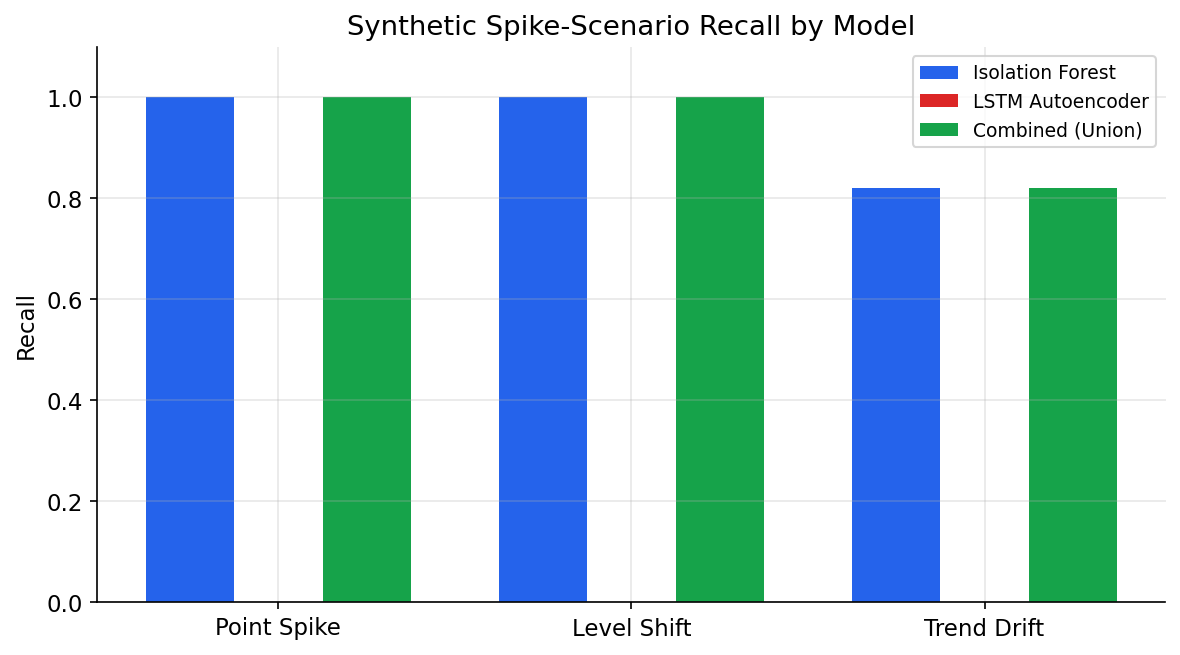 Synthetic Spike-Scenario Recall by Model
Isolation Forest
LSTM Autoencoder
Combined (Union)
Recall
1.0
0.8
0.6
0.4
0.2
0.0
Point Spike
Level Shift
Trend Drift